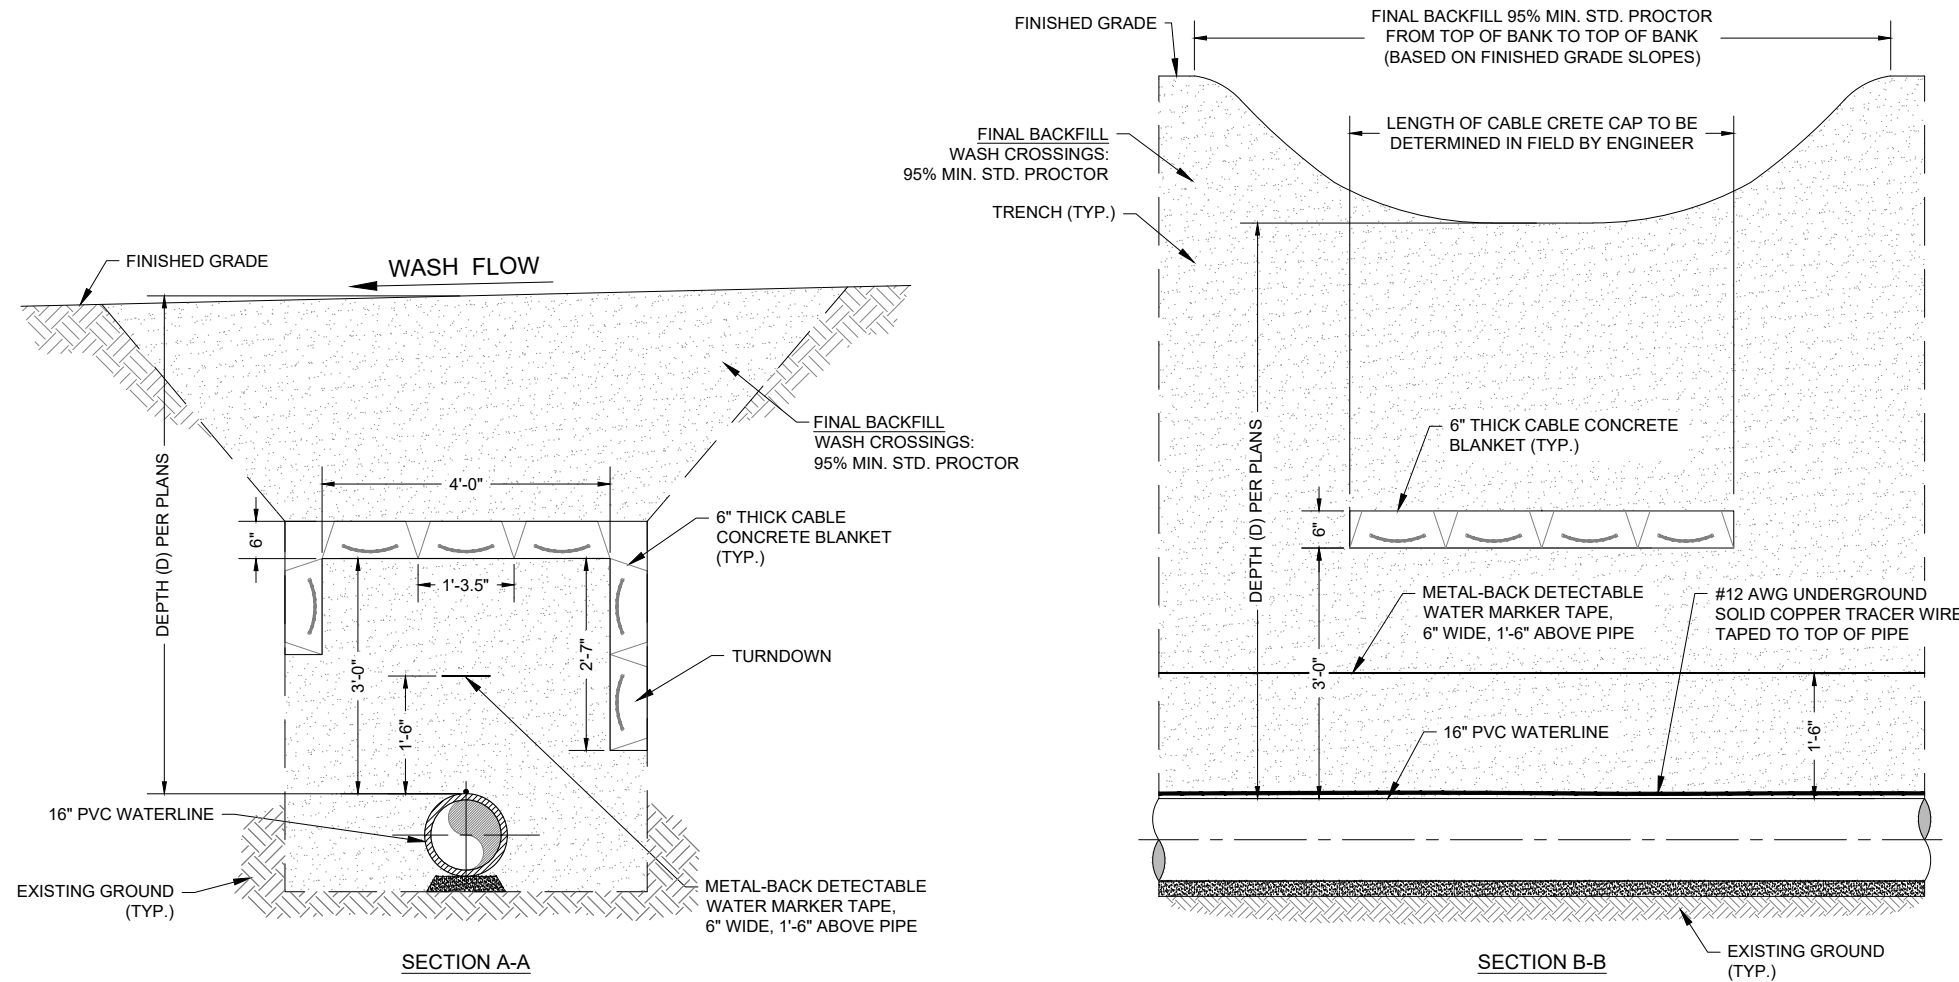 FINISHED GRADE
WASH FLOW
FINAL BACKFILL
WASH CROSSINGS:
95% MIN. STD. PROCTOR
DEPTH (D) PER PLANS
4'-0"
6"
6" THICK CABLE
CONCRETE BLANKET
(TYP.)
1'-3.5"
3'-0"
2'-7"
TURNDOWN
1'-6"
16" PVC WATERLINE
EXISTING GROUND
(TYP.)
METAL-BACK DETECTABLE
WATER MARKER TAPE,
6" WIDE, 1'-6" ABOVE PIPE
SECTION A-A
FINISHED GRADE
FINAL BACKFILL 95% MIN. STD. PROCTOR
FROM TOP OF BANK TO TOP OF BANK
(BASED ON FINISHED GRADE SLOPES)
FINAL BACKFILL
WASH CROSSINGS:
95% MIN. STD. PROCTOR
LENGTH OF CABLE CRETE CAP TO BE
DETERMINED IN FIELD BY ENGINEER
TRENCH (TYP.)
DEPTH (D) PER PLANS
6" THICK CABLE CONCRETE
BLANKET (TYP.)
6"
METAL-BACK DETECTABLE
WATER MARKER TAPE,
6" WIDE, 1'-6" ABOVE PIPE
#12 AWG UNDERGROUND
SOLID COPPER TRACER WIRE
TAPED TO TOP OF PIPE
3'-0"
16" PVC WATERLINE
1'-6"
EXISTING GROUND
(TYP.)
SECTION B-B